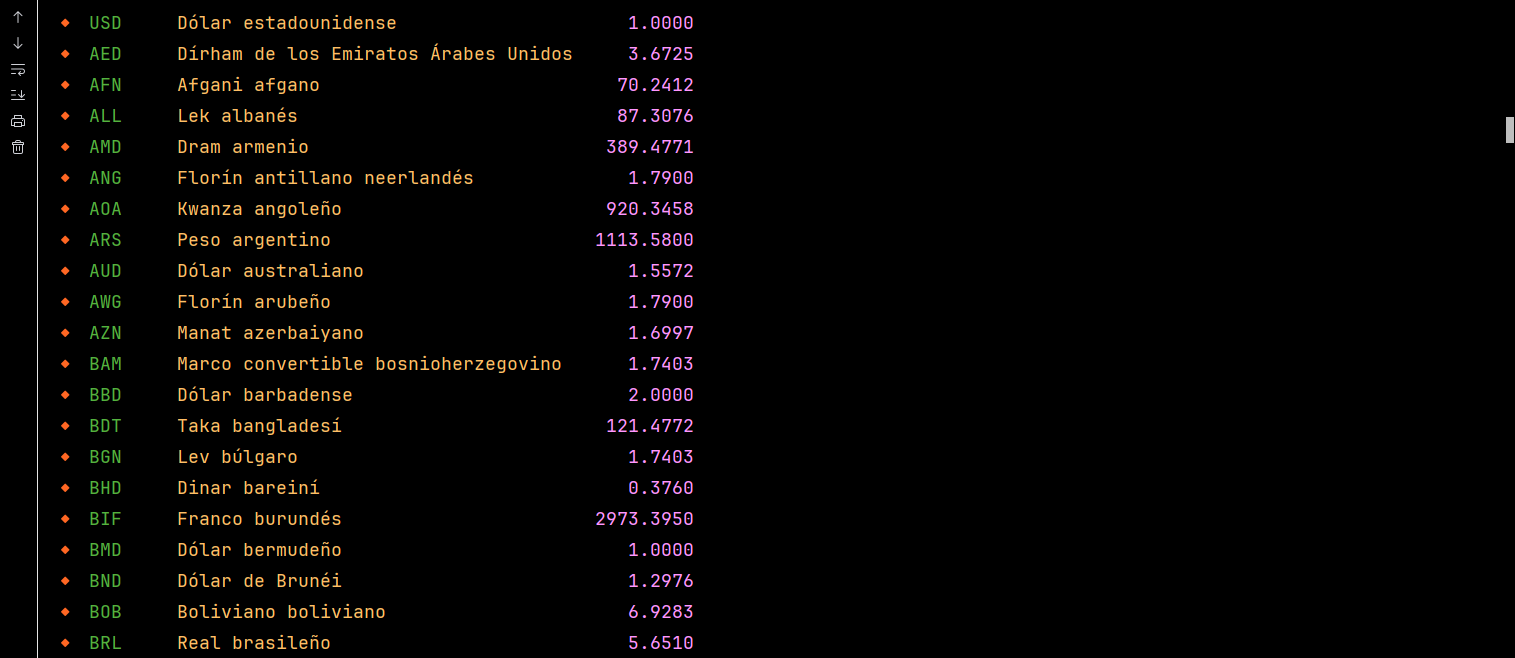 ◆ USD Dólar estadounidense 1.0000
◆ AED Dírham de los Emiratos Árabes Unidos 3.6725
◆ AFN Afgani afgano 70.2412
◆ ALL Lek albanés 87.3076
◆ AMD Dram armenio 389.4771
◆ ANG Florín antillano neerlandés 1.7900
◆ AOA Kwanza angoleño 920.3458
◆ ARS Peso argentino 1113.5800
◆ AUD Dólar australiano 1.5572
◆ AWG Florín arubeño 1.7900
◆ AZN Manat azerbaiyano 1.6997
◆ BAM Marco convertible bosnioherzegovino 1.7403
◆ BBD Dólar barbadense 2.0000
◆ BDT Taka bangladesí 121.4772
◆ BGN Lev búlgaro 1.7403
◆ BHD Dinar bareiní 0.3760
◆ BIF Franco burundés 2973.3950
◆ BMD Dólar bermudeño 1.0000
◆ BND Dólar de Brunéi 1.2976
◆ BOB Boliviano boliviano 6.9283
◆ BRL Real brasileño 5.6510